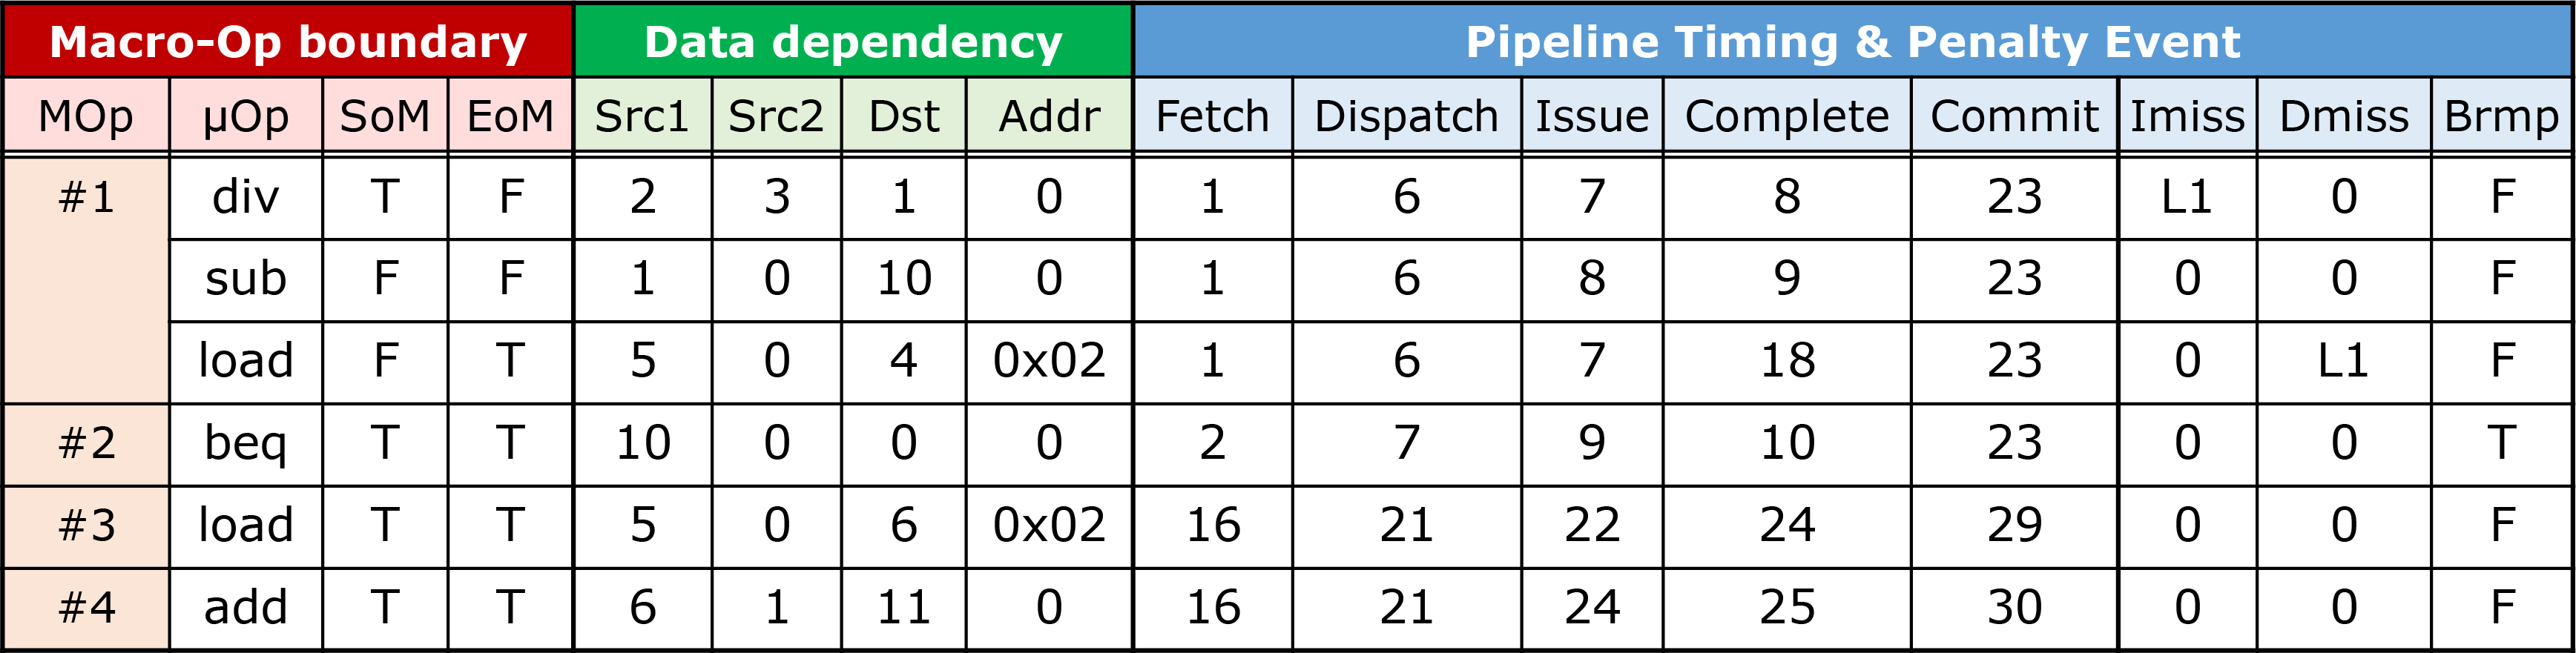 Macro-Op boundary Data dependency Pipeline Timing & Penalty Event
MOp μOp SoM EoM Src1 Src2 Dst Addr Fetch Dispatch Issue Complete Commit Imiss Dmiss Brmp
#1 div T F 2 3 1 0 1 6 7 8 23 L1 0 F
sub F F 1 0 10 0 1 6 8 9 23 0 0 F
load F T 5 0 4 0x02 1 6 7 18 23 0 L1 F
#2 beq T T 10 0 0 0 2 7 9 10 23 0 0 T
#3 load T T 5 0 6 0x02 16 21 22 24 29 0 0 F
#4 add T T 6 1 11 0 16 21 24 25 30 0 0 F